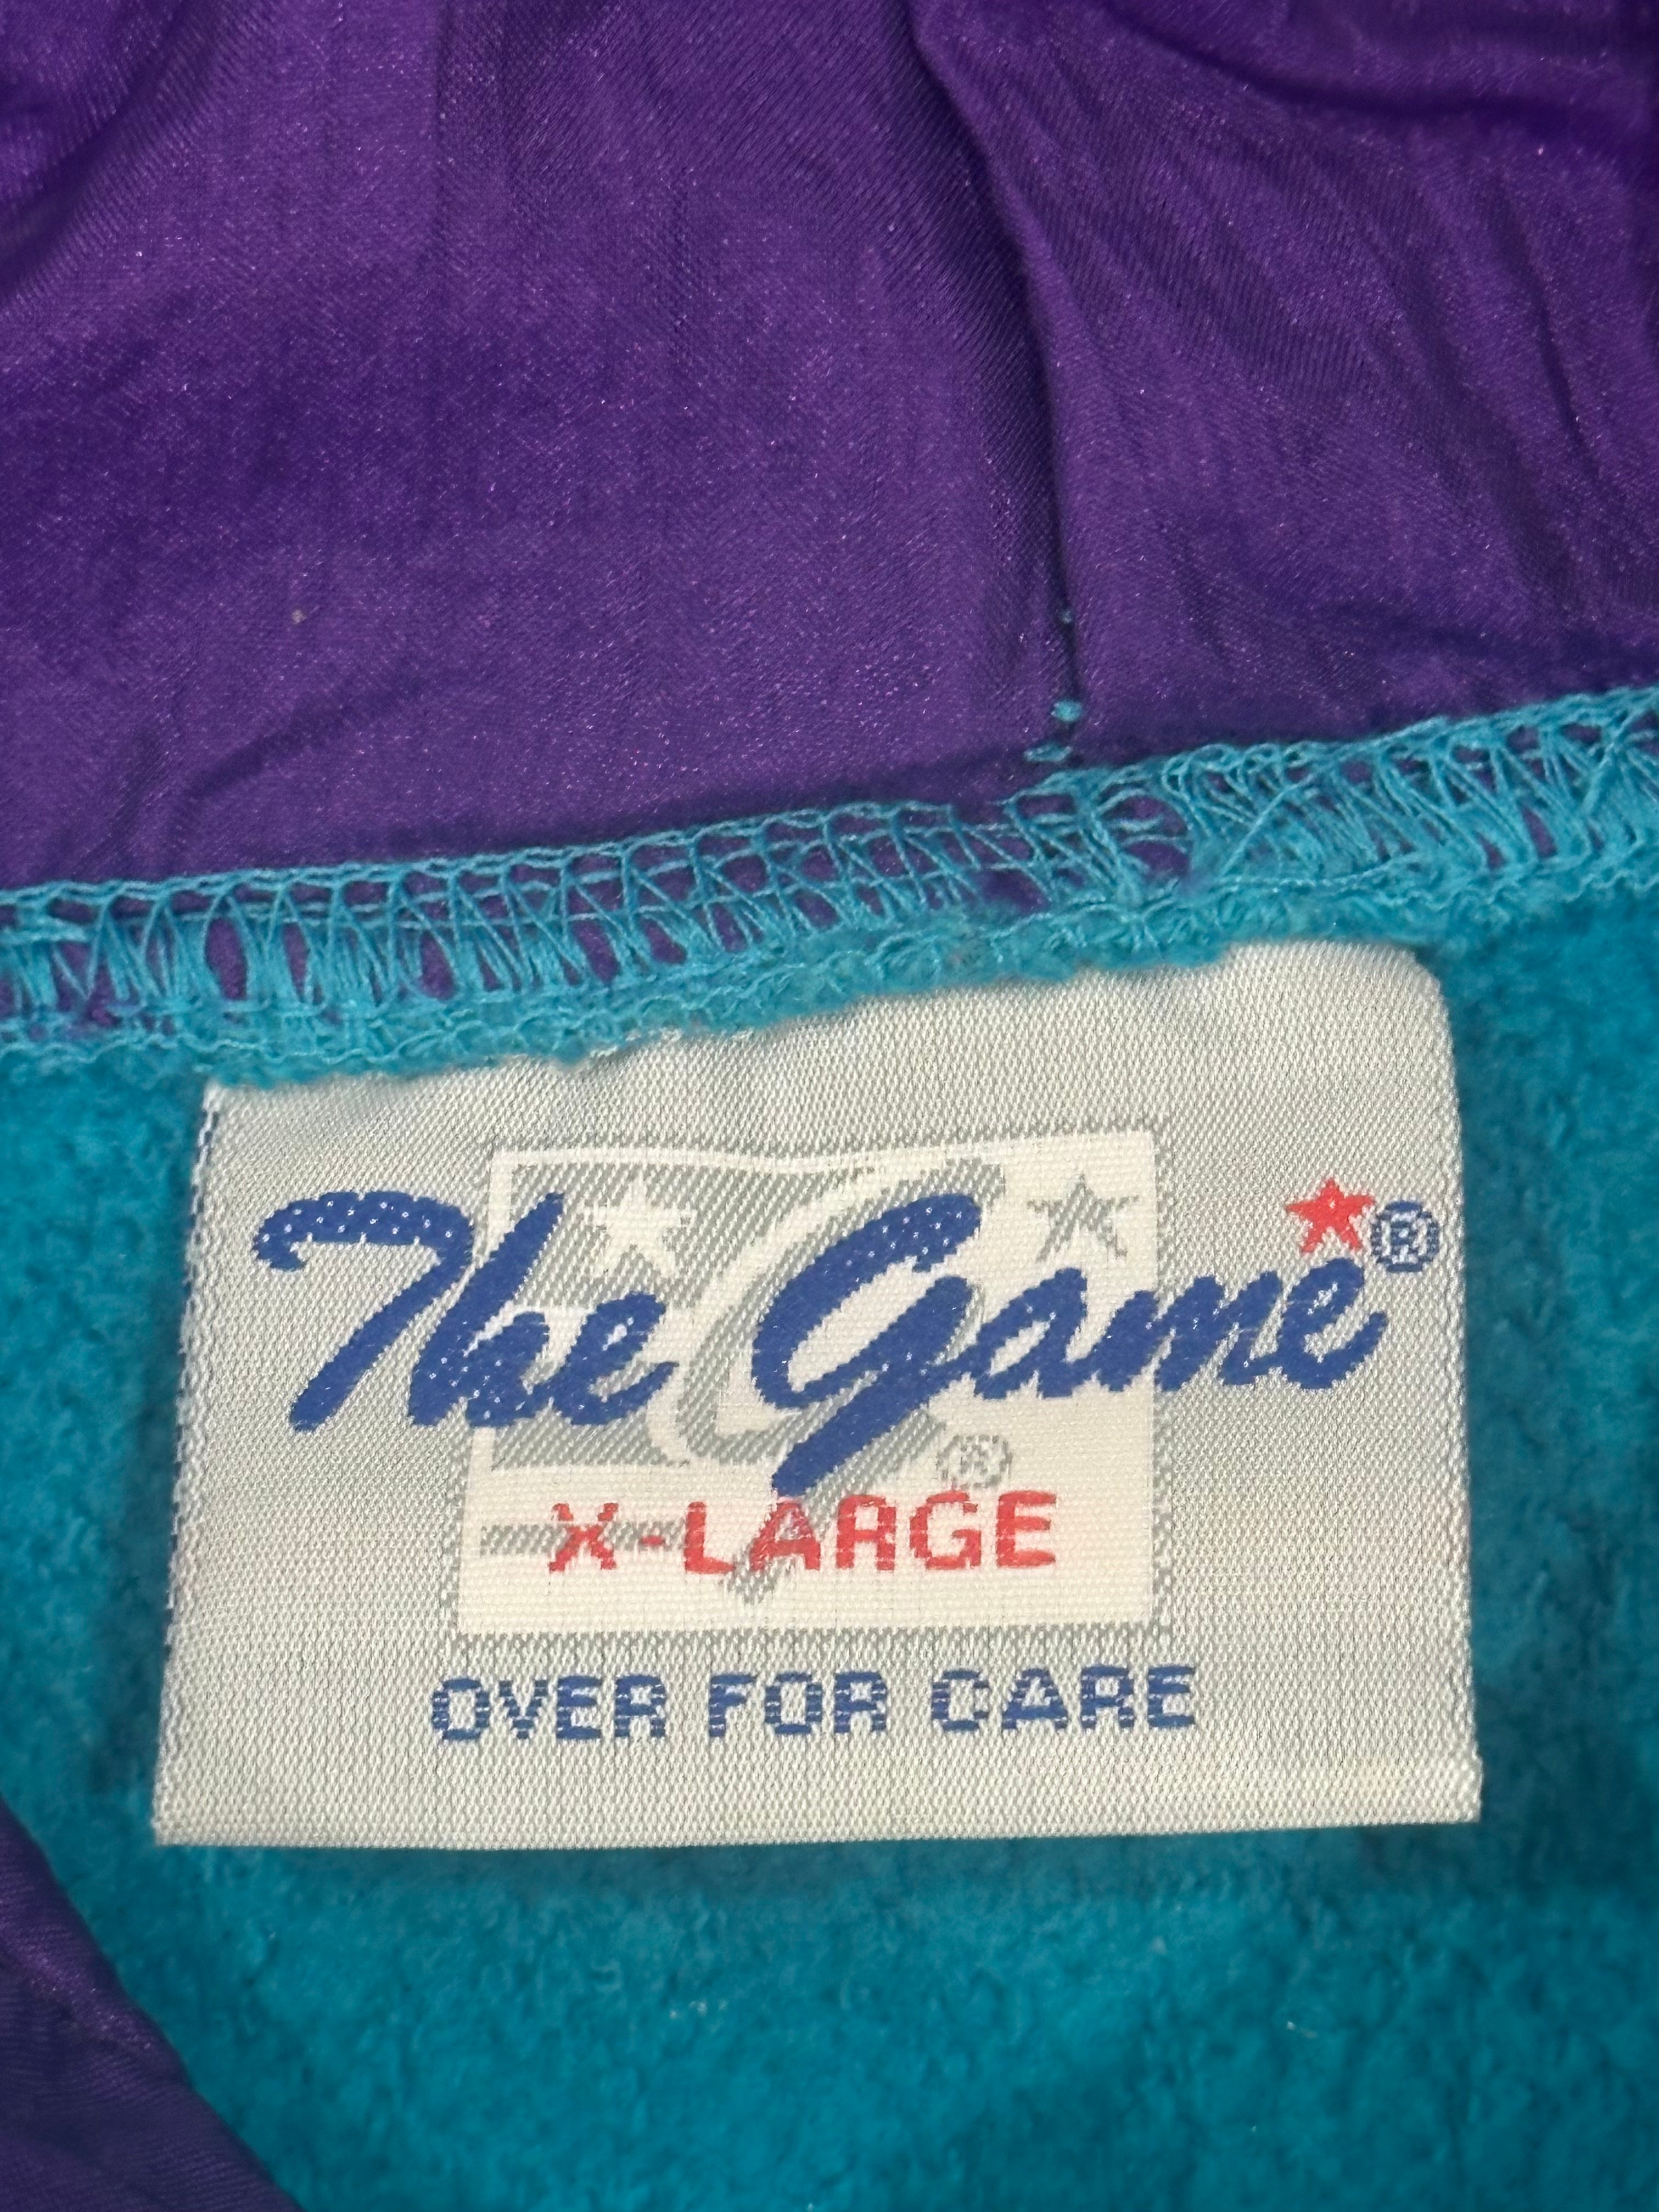 The Game®
®
X-LARGE
OVER FOR CARE